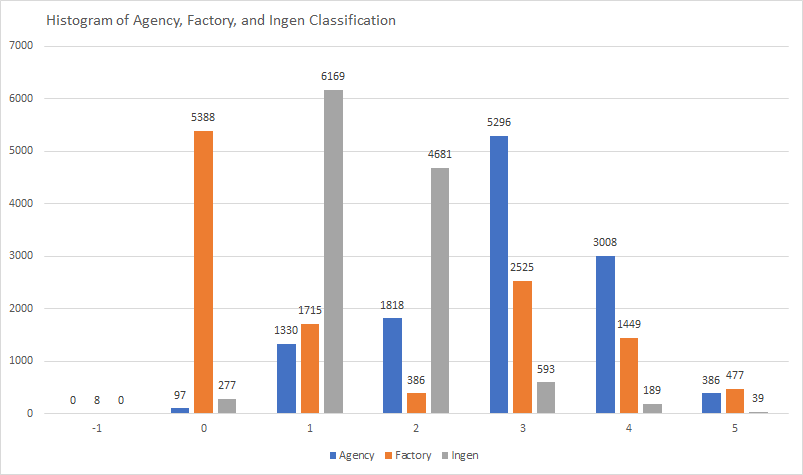 Histogram of Agency, Factory, and Ingen Classification
7000
6000
5000
4000
3000
2000
1000
0
0 8 0
97 5388 277
1330 1715 6169
1818 386 4681
5296 2525 593
3008 1449 189
386 477 39
-1 0 1 2 3 4 5
Agency Factory Ingen